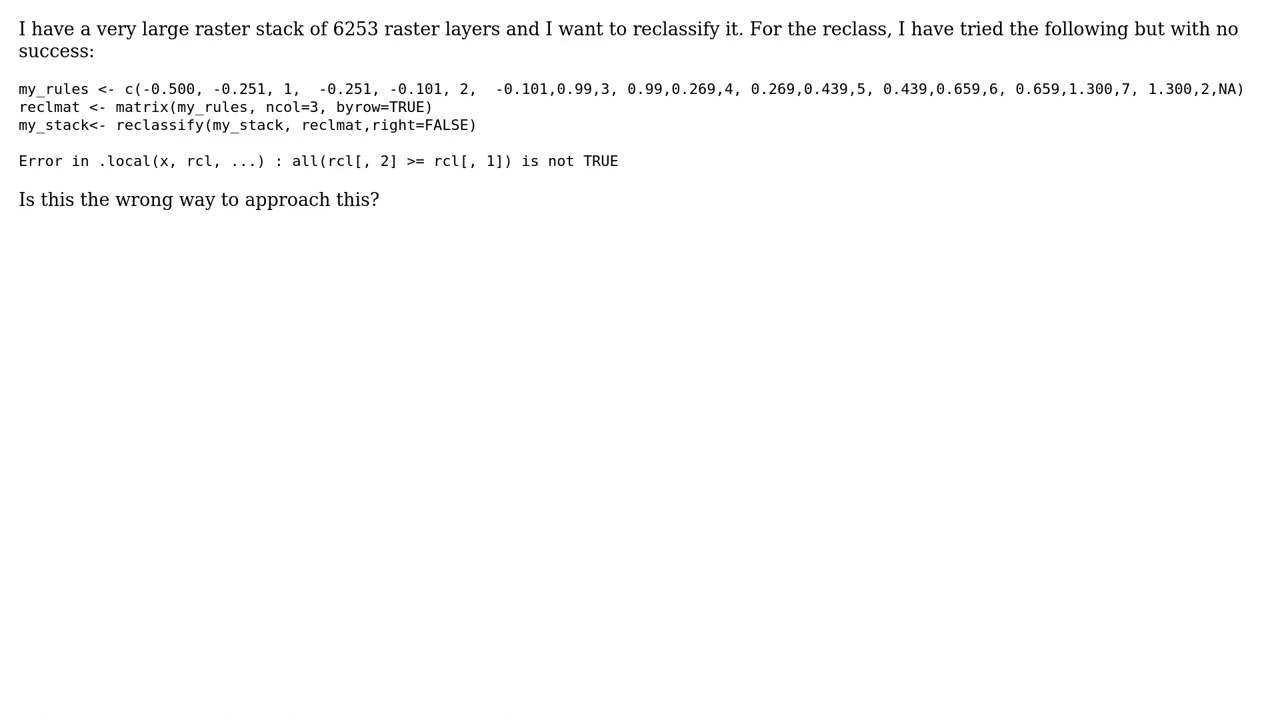 I have a very large raster stack of 6253 raster layers and I want to reclassify it. For the reclass, I have tried the following but with no
success:
my_rules <- c(-0.500, -0.251, 1,  -0.251, -0.101, 2,  -0.101,0.99,3, 0.99,0.269,4, 0.269,0.439,5, 0.439,0.659,6, 0.659,1.300,7, 1.300,2,NA)
reclmat <- matrix(my_rules, ncol=3, byrow=TRUE)
my_stack<- reclassify(my_stack, reclmat,right=FALSE)
Error in .local(x, rcl, ...) : all(rcl[, 2] >= rcl[, 1]) is not TRUE
Is this the wrong way to approach this?